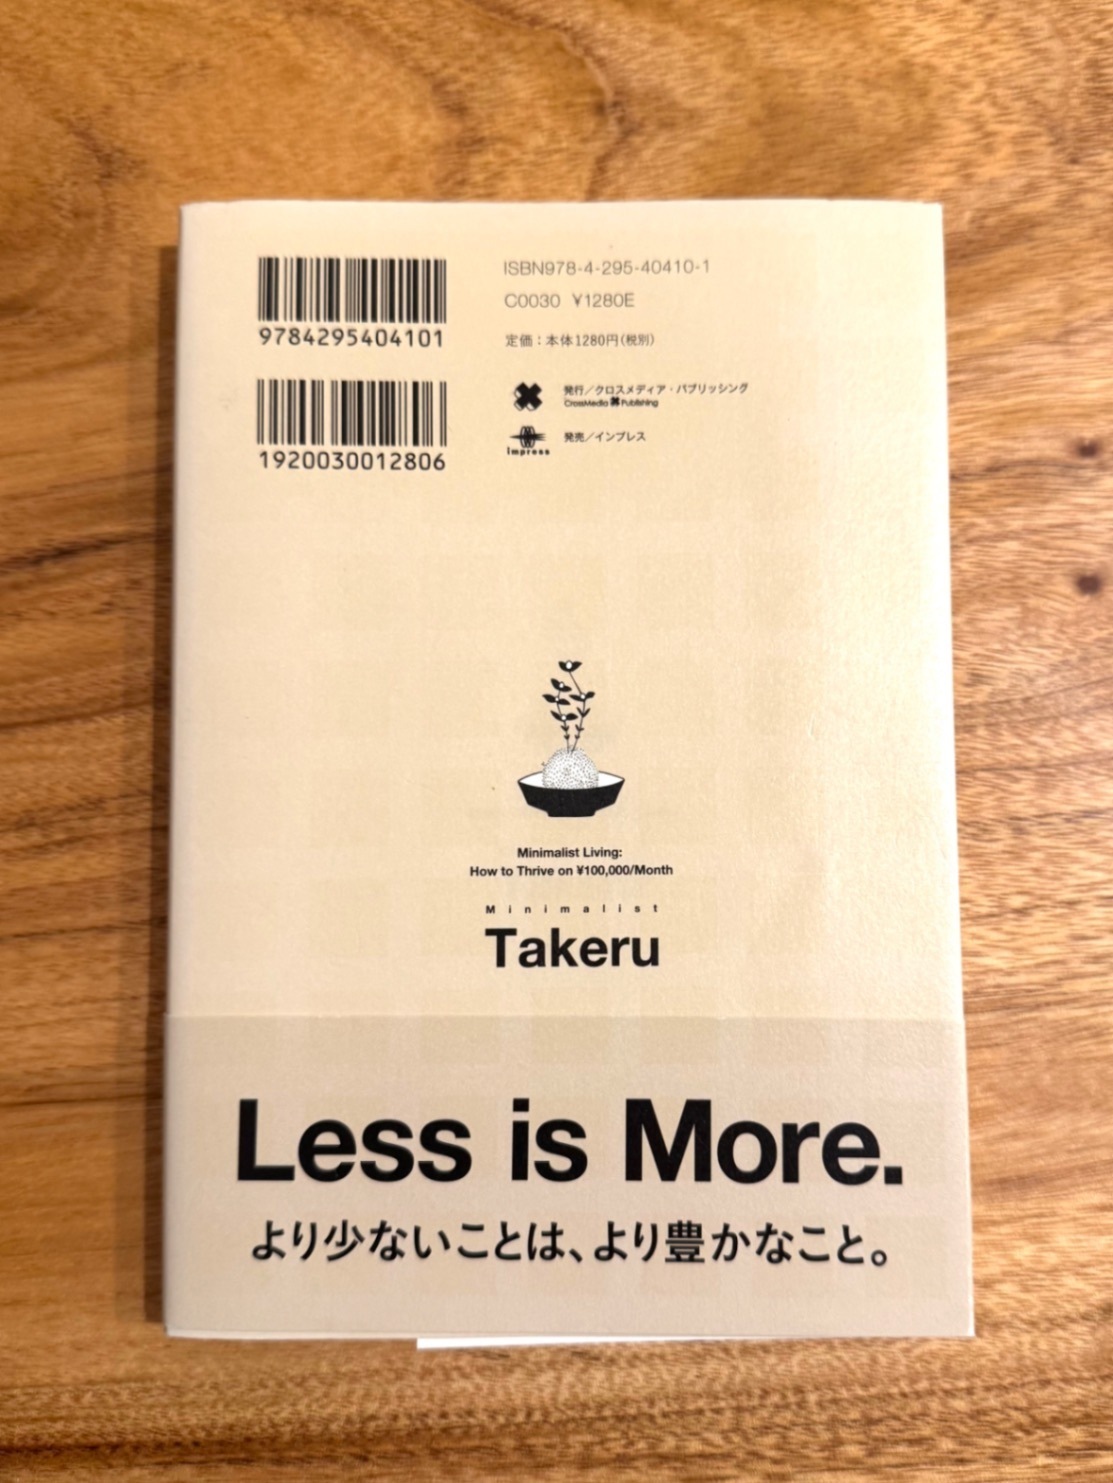 9784295404101
1920030012806
ISBN978-4-295-40410-1
C0030 ¥1280E
定価：本体1280円（税別）
発行／クロスメディア・パブリッシング
CrossMedia Publishing
発売／インプレス
Impress
Minimalist Living:
How to Thrive on ¥100,000/Month
Minimalist
Takeru
Less is More.
より少ないことは、より豊かなこと。